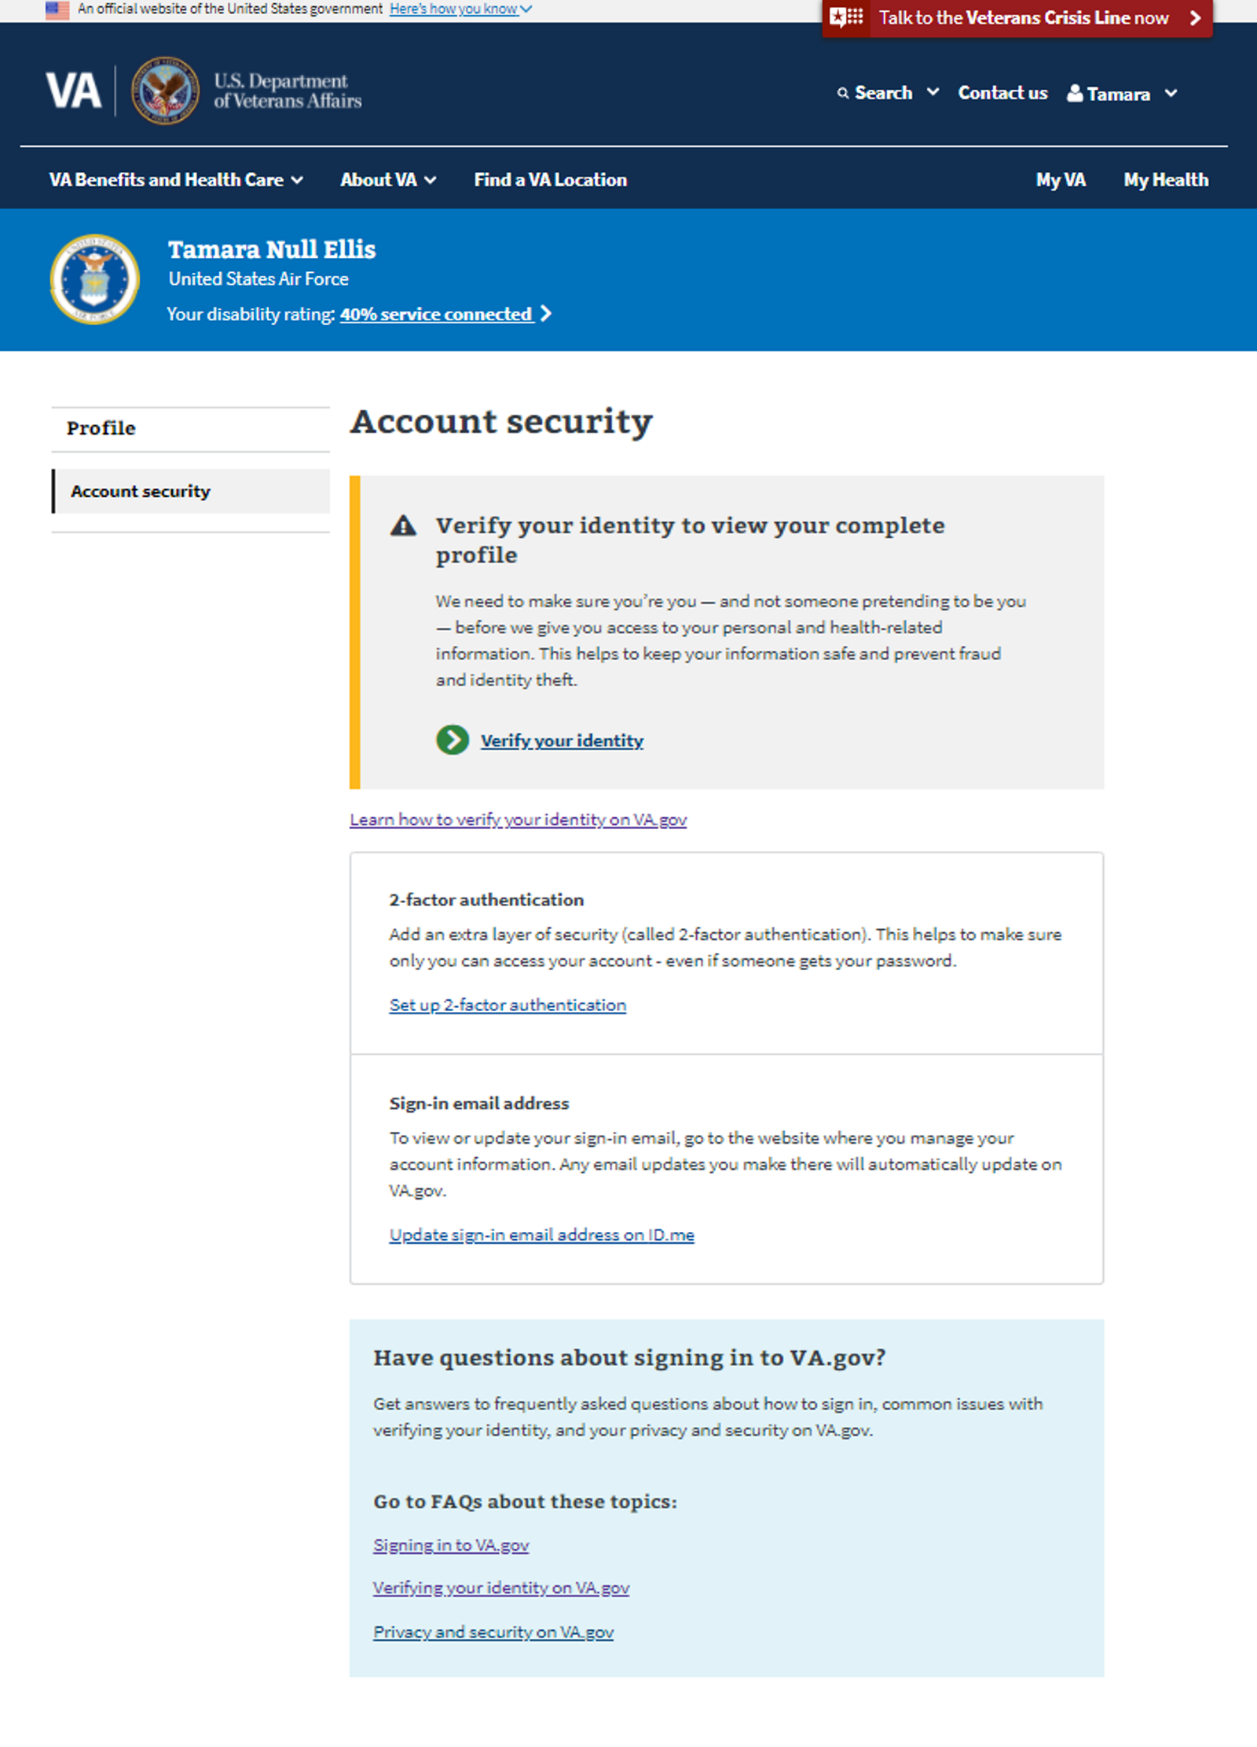 An official website of the United States government Here's how you know
Talk to the Veterans Crisis Line now
VA
U.S. Department
of Veterans Affairs
Search
Contact us
Tamara
VA Benefits and Health Care
About VA
Find a VA Location
My VA
My Health
Tamara Null Ellis
United States Air Force
Your disability rating: 40% service connected
Profile
Account security
Account security
Verify your identity to view your complete
profile
We need to make sure you're you — and not someone pretending to be you
— before we give you access to your personal and health-related
information. This helps to keep your information safe and prevent fraud
and identity theft.
Verify your identity
Learn how to verify your identity on VA.gov
2-factor authentication
Add an extra layer of security (called 2-factor authentication). This helps to make sure
only you can access your account - even if someone gets your password.
Set up 2-factor authentication
Sign-in email address
To view or update your sign-in email, go to the website where you manage your
account information. Any email updates you make there will automatically update on
VA.gov.
Update sign-in email address on ID.me
Have questions about signing in to VA.gov?
Get answers to frequently asked questions about how to sign in, common issues with
verifying your identity, and your privacy and security on VA.gov.
Go to FAQs about these topics:
Signing in to VA.gov
Verifying your identity on VA.gov
Privacy and security on VA.gov